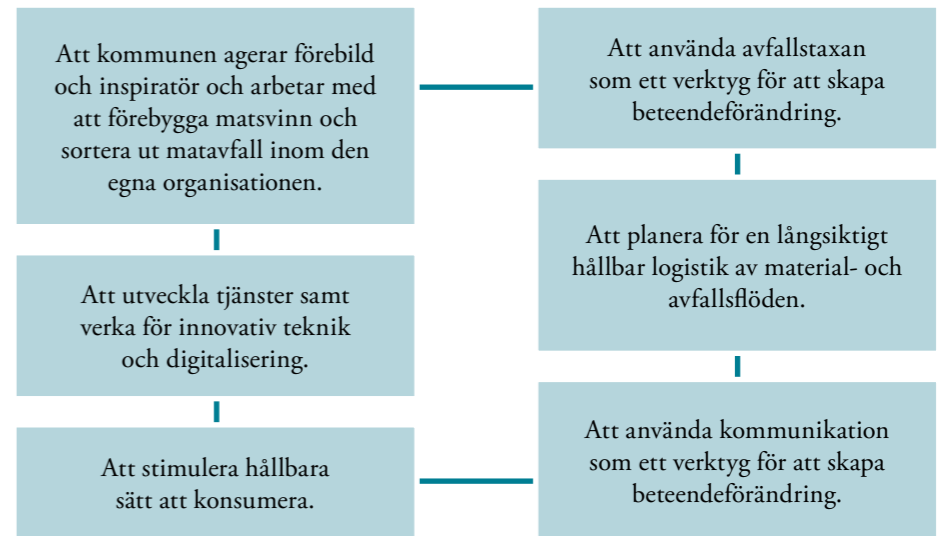 Att kommunen agerar förebild
och inspiratör och arbetar med
att förebygga matsvinn och
sortera ut matavfall inom den
egna organisationen.
Att utveckla tjänster samt
verka för innovativ teknik
och digitalisering.
Att stimulera hållbara
sätt att konsumera.
Att använda avfallstaxan
som ett verktyg för att skapa
beteendeförändring.
Att planera för en långsiktigt
hållbar logistik av material- och
avfallsflöden.
Att använda kommunikation
som ett verktyg för att skapa
beteendeförändring.